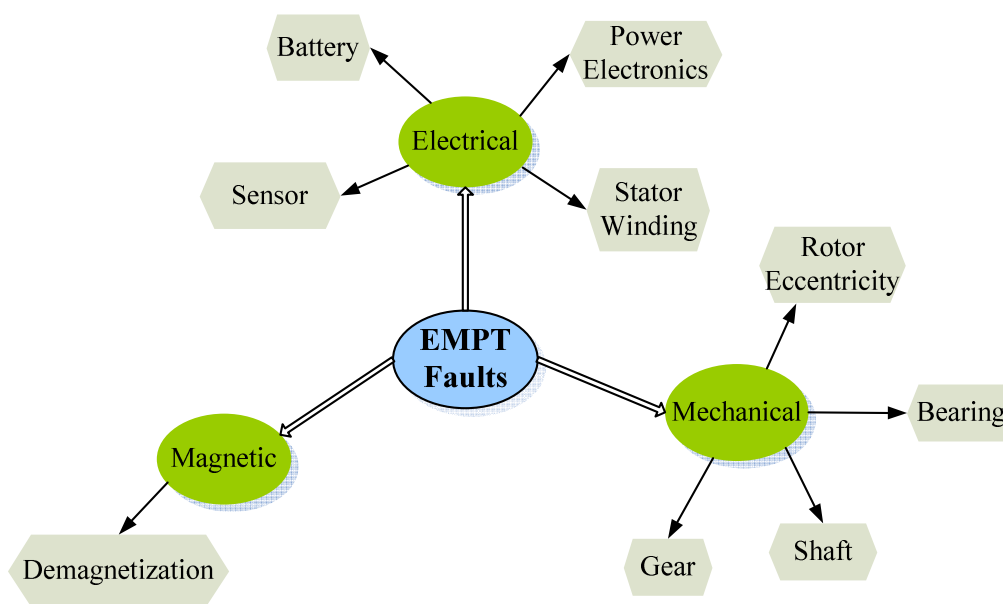 Battery
Power
Electronics
Electrical
Sensor
Stator
Winding
Rotor
Eccentricity
EMPT
Faults
Mechanical
Bearing
Magnetic
Demagnetization
Gear
Shaft